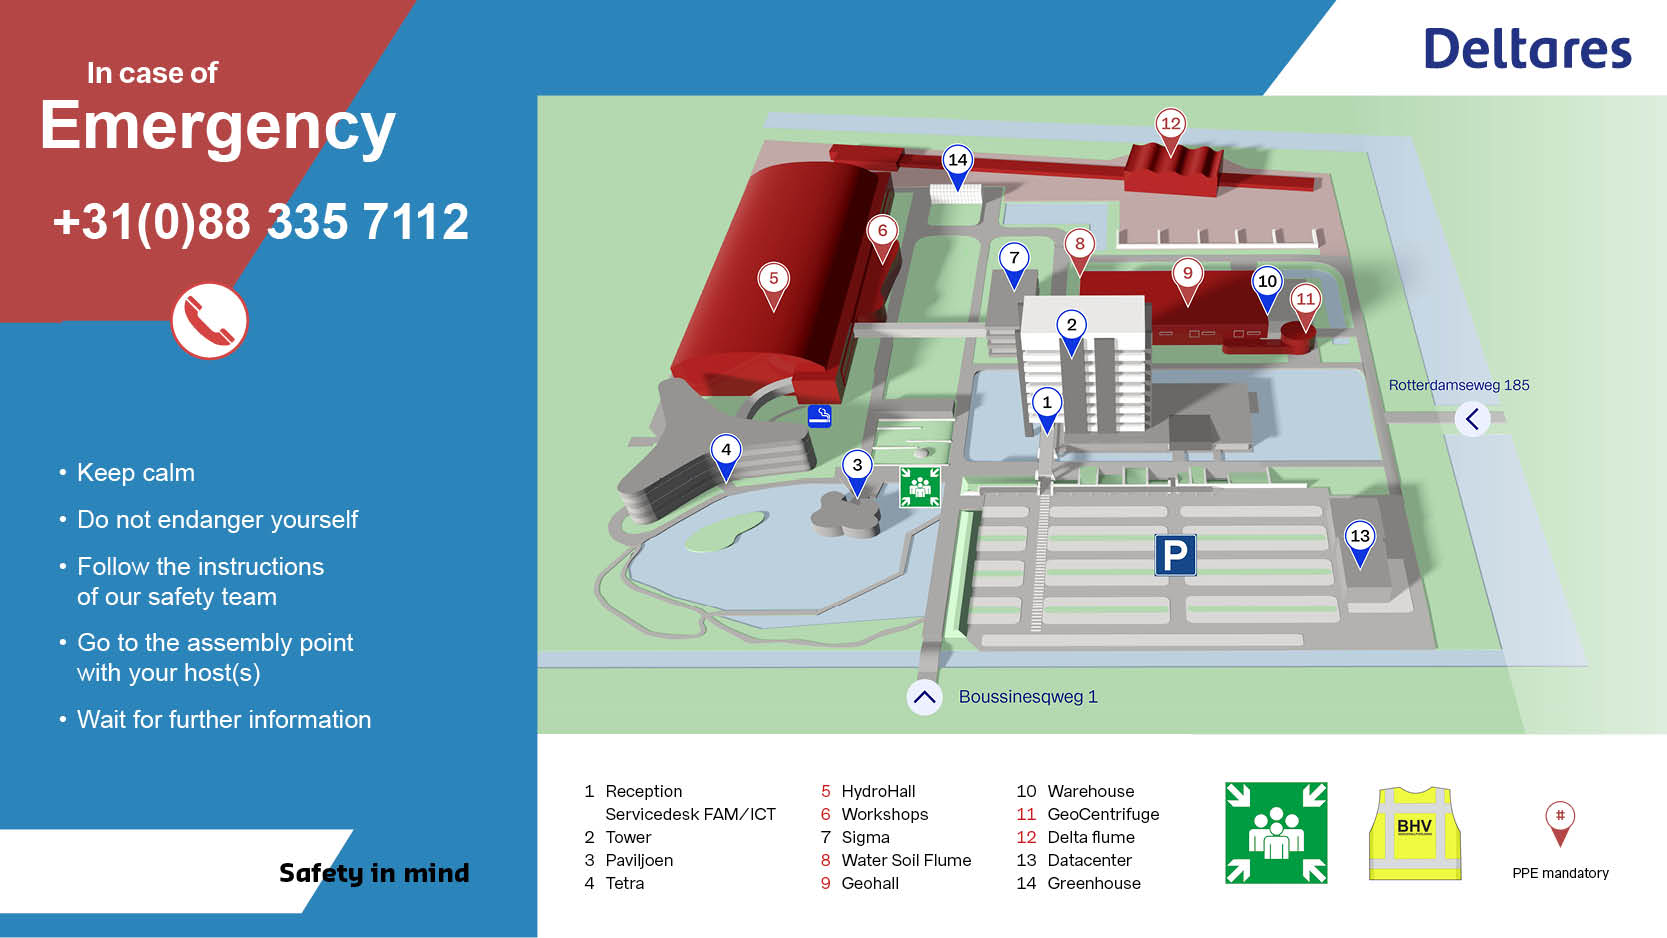 In case of
Emergency
+31(0)88 335 7112
• Keep calm
• Do not endanger yourself
• Follow the instructions
of our safety team
• Go to the assembly point
with your host(s)
• Wait for further information
Safety in mind
Deltares
12
14
6
8
7
5
9
10
11
2
Rotterdamseweg 185
1
4
3
13
P
Boussinesqweg 1
1 Reception
Servicedesk FAM/ICT
2 Tower
3 Paviljoen
4 Tetra
5 HydroHall
6 Workshops
7 Sigma
8 Water Soil Flume
9 Geohall
10 Warehouse
11 GeoCentrifuge
12 Delta flume
13 Datacenter
14 Greenhouse
BHV
#
PPE mandatory